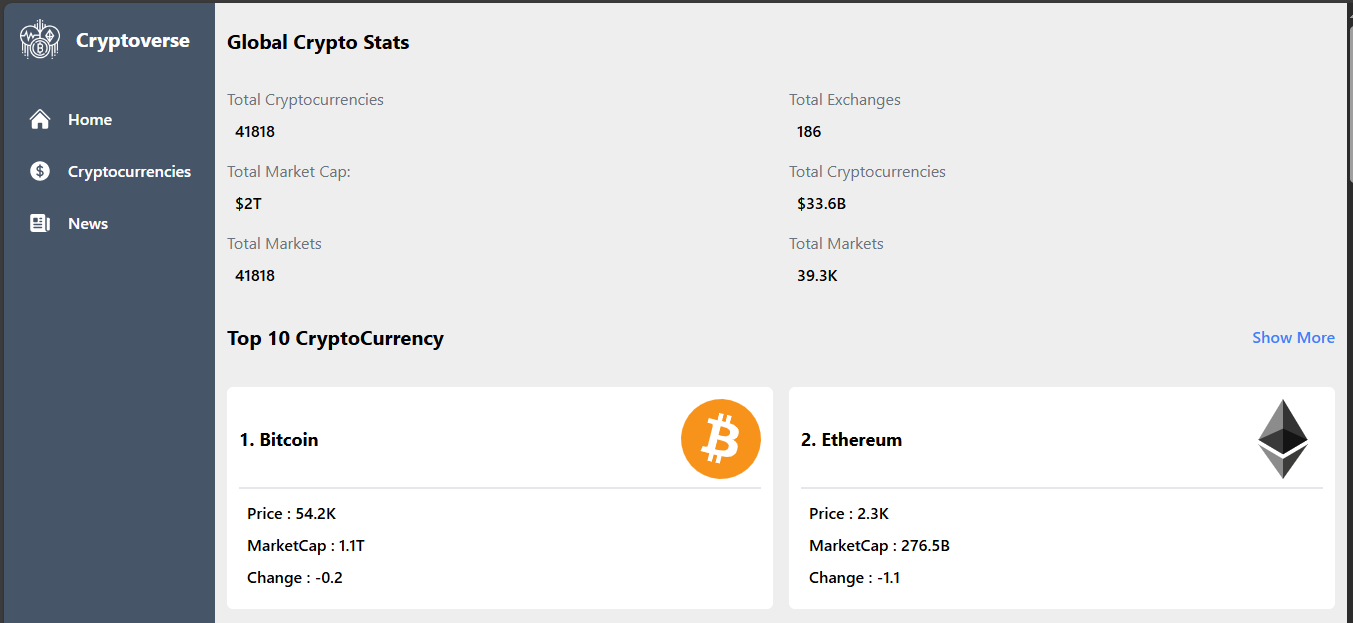 Cryptoverse
Home
Cryptocurrencies
News
Global Crypto Stats
Total Cryptocurrencies
41818
Total Exchanges
186
Total Market Cap:
$2T
Total Cryptocurrencies
$33.6B
Total Markets
41818
Total Markets
39.3K
Top 10 CryptoCurrency
Show More
1. Bitcoin
Price : 54.2K
MarketCap : 1.1T
Change : -0.2
2. Ethereum
Price : 2.3K
MarketCap : 276.5B
Change : -1.1